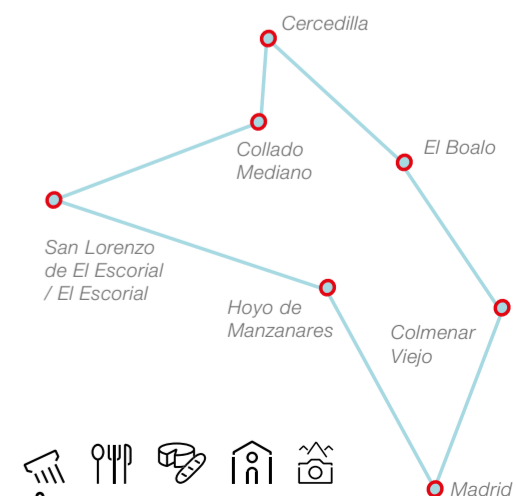 Cercedilla
Collado
Mediano
El Boalo
San Lorenzo
de El Escorial
/ El Escorial
Hoyo de
Manzanares
Colmenar
Viejo
Madrid